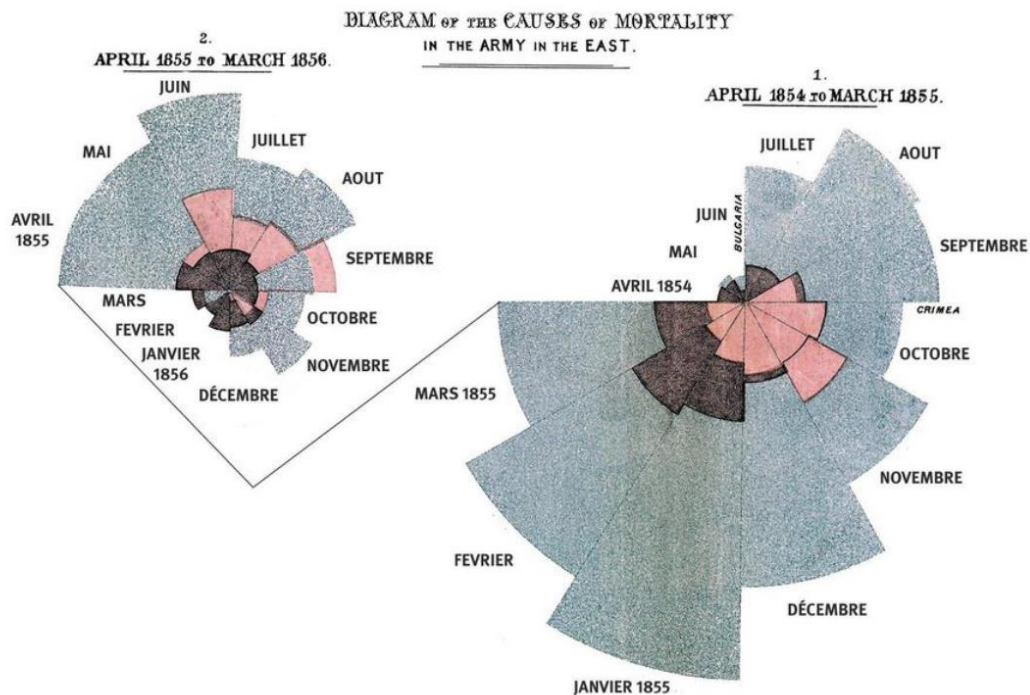 DIAGRAM OF THE CAUSES OF MORTALITY
IN THE ARMY IN THE EAST.
2.
APRIL 1855 TO MARCH 1856.
JUIN
JUILLET
MAI
AOUT
AVRIL
1855
SEPTEMBRE
MARS
OCTOBRE
FEVRIER
JANVIER
1856
NOVEMBRE
DÉCEMBRE
1.
APRIL 1854 TO MARCH 1855.
JUILLET
AOUT
JUIN
BULGARIA
MAI
SEPTEMBRE
AVRIL 1854
CRIMEA
OCTOBRE
MARS 1855
NOVEMBRE
FEVRIER
DÉCEMBRE
JANVIER 1855